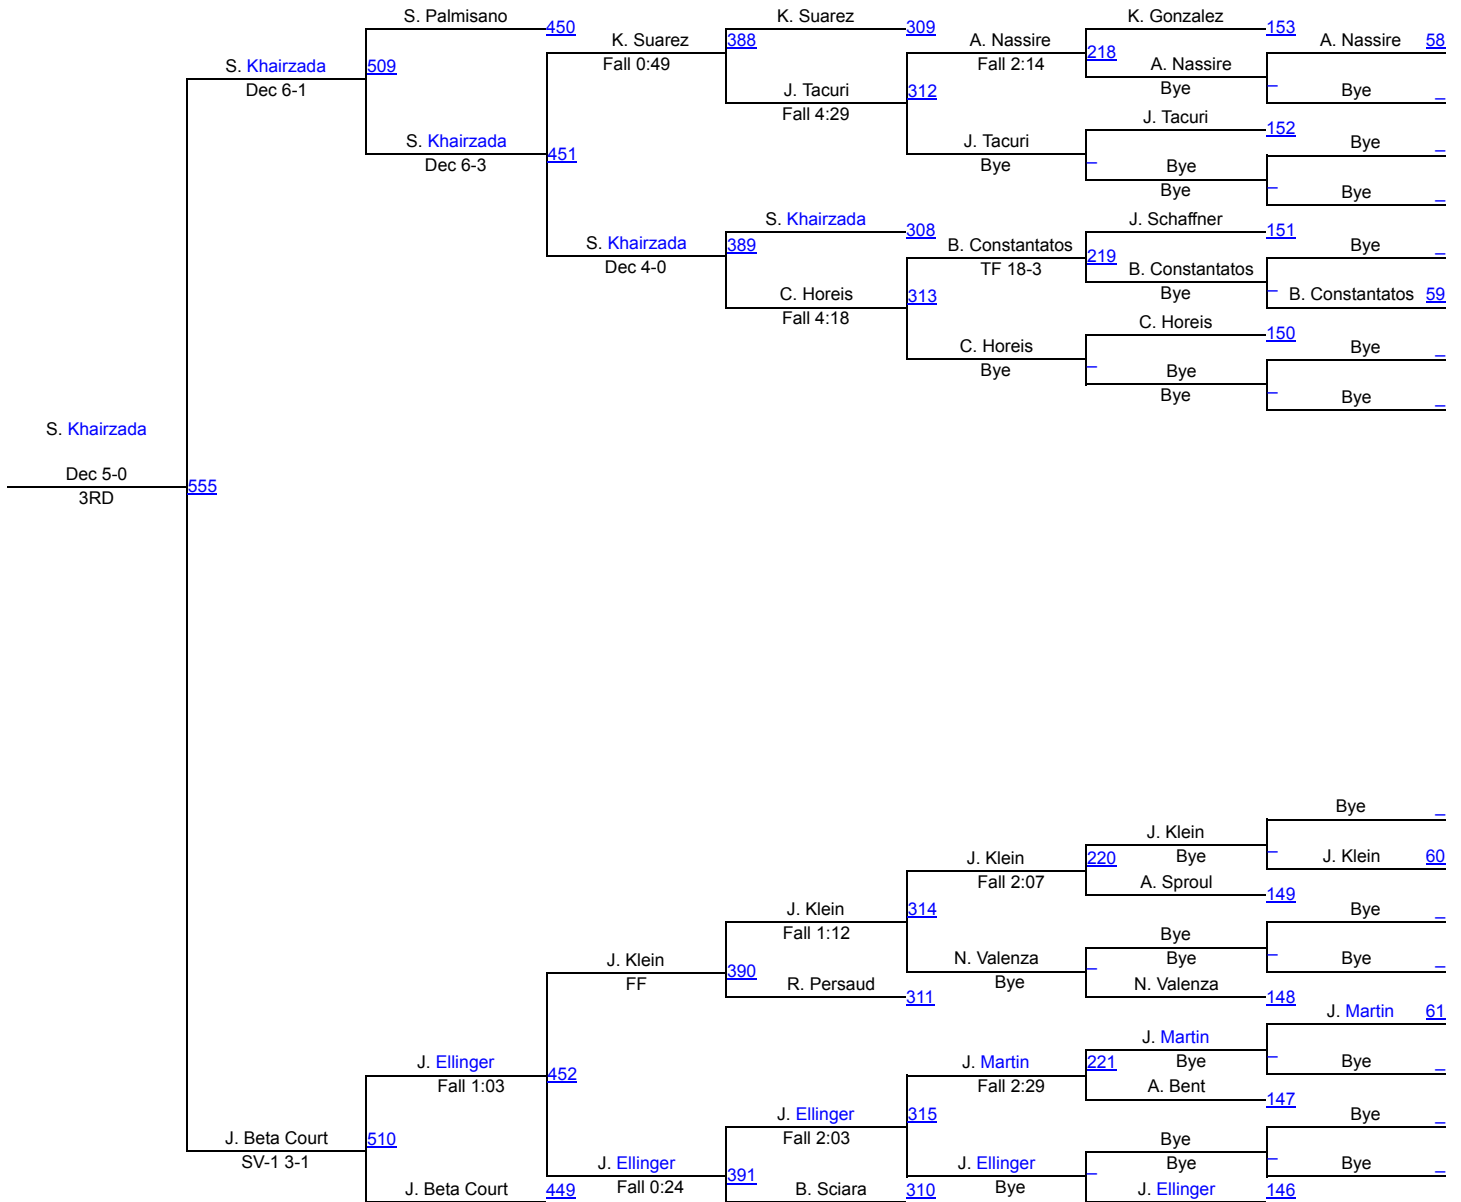 S. Palmisano
450
K. Suarez
309
K. Gonzalez
153
K. Suarez
388
A. Nassire
A. Nassire 58
Fall 0:49
Fall 2:14
218
S. Khairzada
509
A. Nassire
Dec 6-1
J. Tacuri
312
Bye
_
Bye _
Fall 4:29
J. Tacuri
152
S. Khairzada
J. Tacuri
Bye _
Dec 6-3
451
Bye
_
Bye
Bye
_
Bye _
S. Khairzada
308
J. Schaffner
151
S. Khairzada
389
B. Constantatos
Bye _
Dec 4-0
TF 18-3
219
B. Constantatos
C. Horeis
313
Bye
_
B. Constantatos 59
Fall 4:18
C. Horeis
150
C. Horeis
Bye _
Bye
_
Bye
Bye
_
Bye _
S. Khairzada
Dec 5-0
555
3RD
Bye _
J. Klein
J. Klein
220
Bye
_
J. Klein 60
Fall 2:07
A. Sproul
149
J. Klein
314
Bye _
Fall 1:12
Bye
J. Klein
N. Valenza
Bye
_
Bye _
FF
390
Bye
_
R. Persaud
311
N. Valenza
148
J. Martin 61
J. Martin
J. Ellinger
452
J. Martin
221
Bye
_
Bye _
Fall 1:03
Fall 2:29
A. Bent
147
J. Ellinger
315
Bye _
J. Beta Court
510
Fall 2:03
Bye
SV-1 3-1
J. Ellinger
J. Ellinger
Bye
_
Bye _
Fall 0:24
391
Bye
_
J. Beta Court
449
B. Sciara
310
J. Ellinger
146